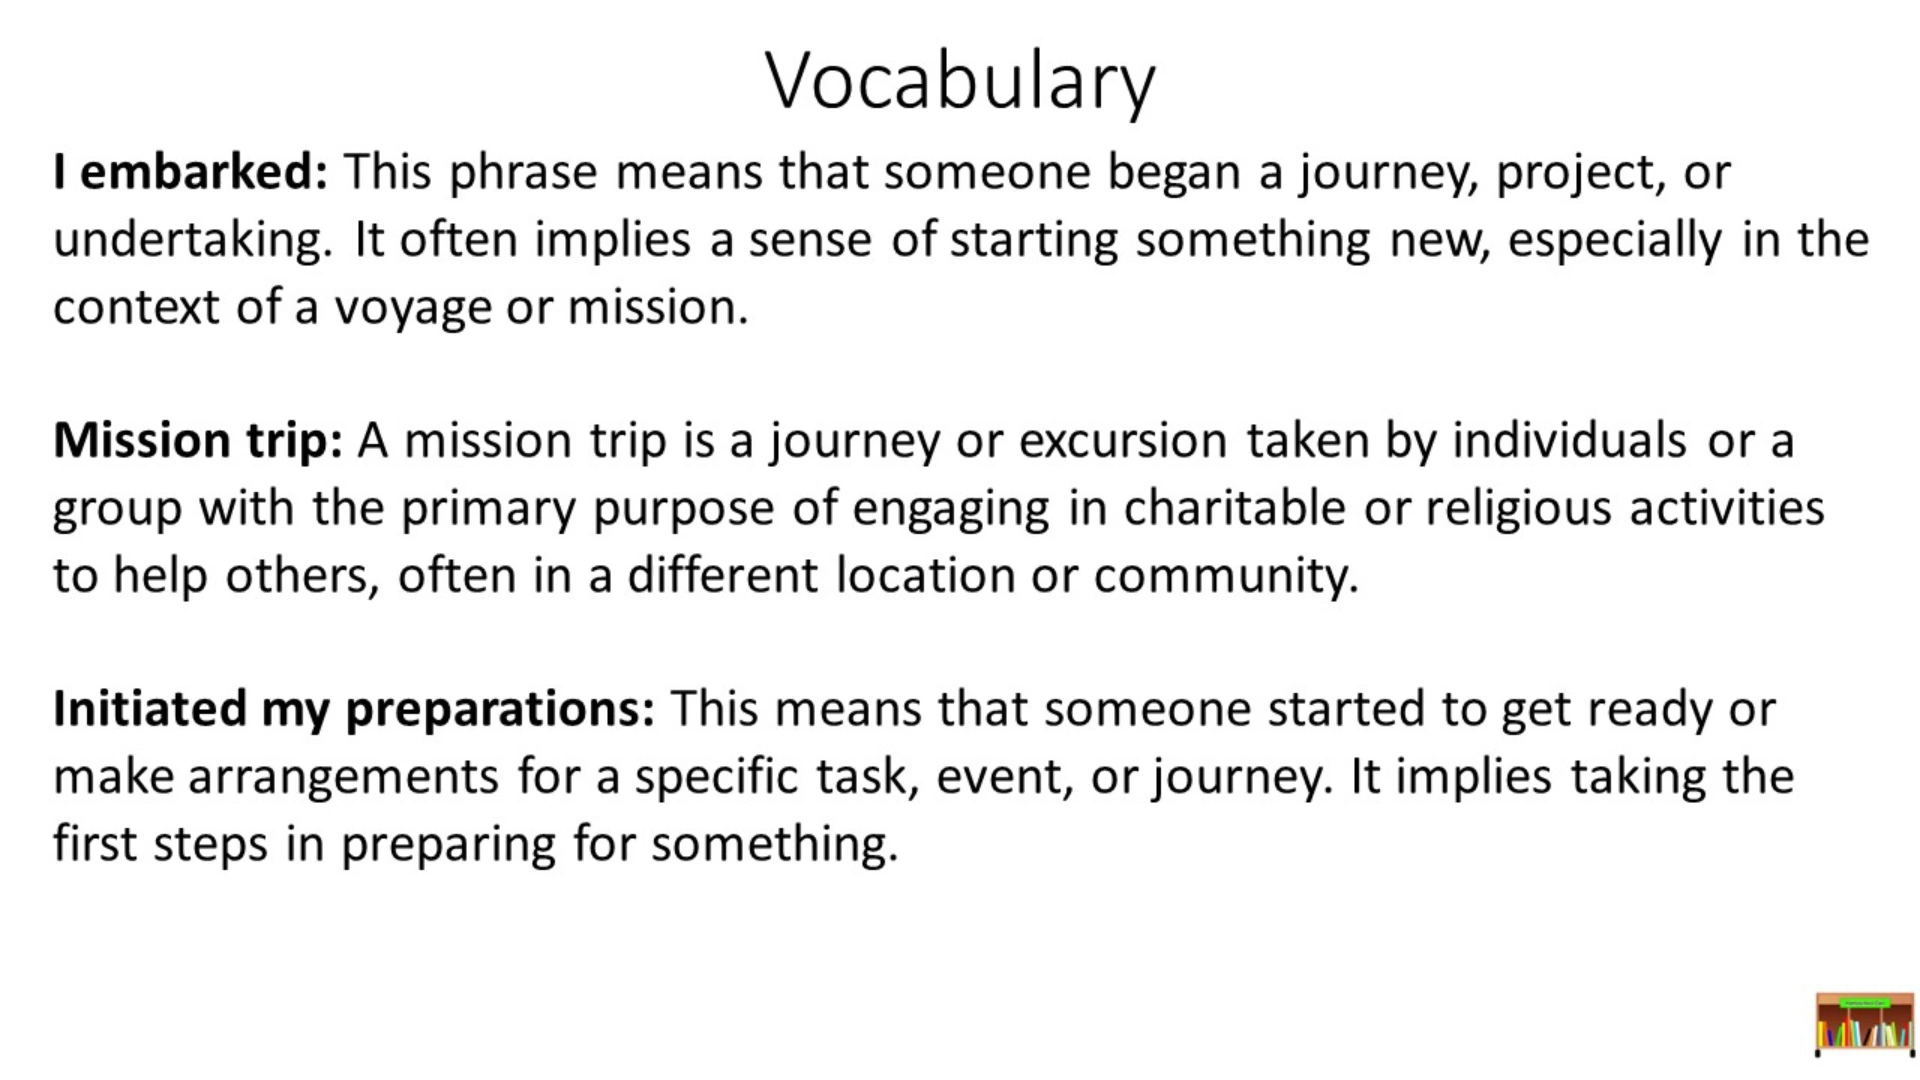 Vocabulary
I embarked: This phrase means that someone began a journey, project, or
undertaking. It often implies a sense of starting something new, especially in the
context of a voyage or mission.
Mission trip: A mission trip is a journey or excursion taken by individuals or a
group with the primary purpose of engaging in charitable or religious activities
to help others, often in a different location or community.
Initiated my preparations: This means that someone started to get ready or
make arrangements for a specific task, event, or journey. It implies taking the
first steps in preparing for something.